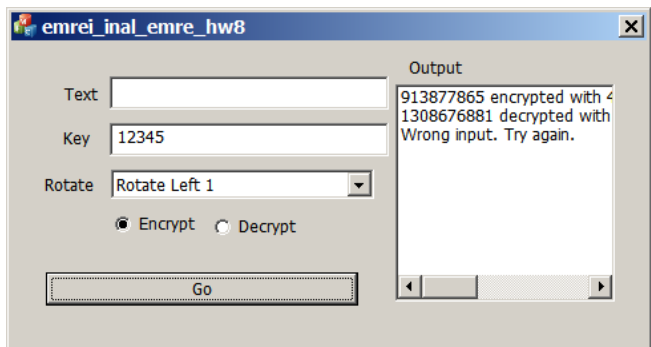 emrei_inal_emre_hw8
Output
Text
913877865 encrypted with 4
1308676881 decrypted with
Wrong input. Try again.
Key 12345
Rotate Rotate Left 1
Encrypt Decrypt
Go